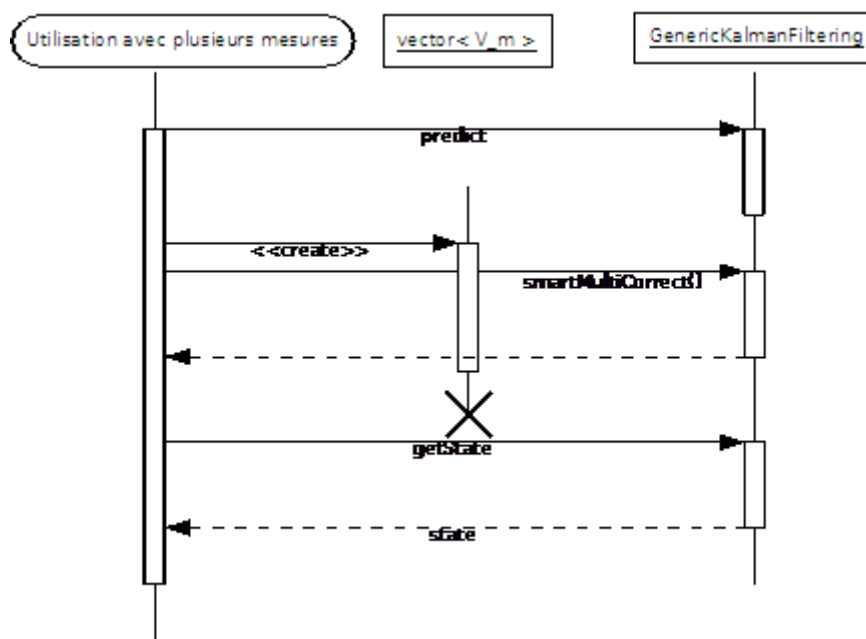 Utilisation avec plusieurs mesures
vector< V_m >
GenericKalmanFiltering
predict
<<create>>
smartMultiCorrect()
getState
state